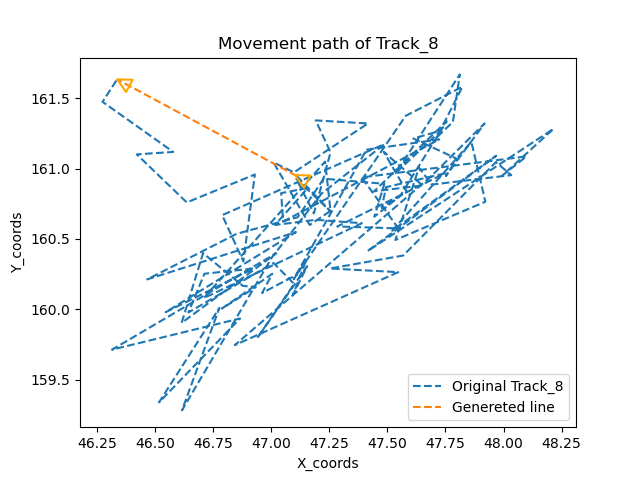 Movement path of Track_8
Y_coords
161.5
161.0
160.5
160.0
159.5
46.25 46.50 46.75 47.00 47.25 47.50 47.75 48.00 48.25
X_coords
Original Track_8
Genereted line